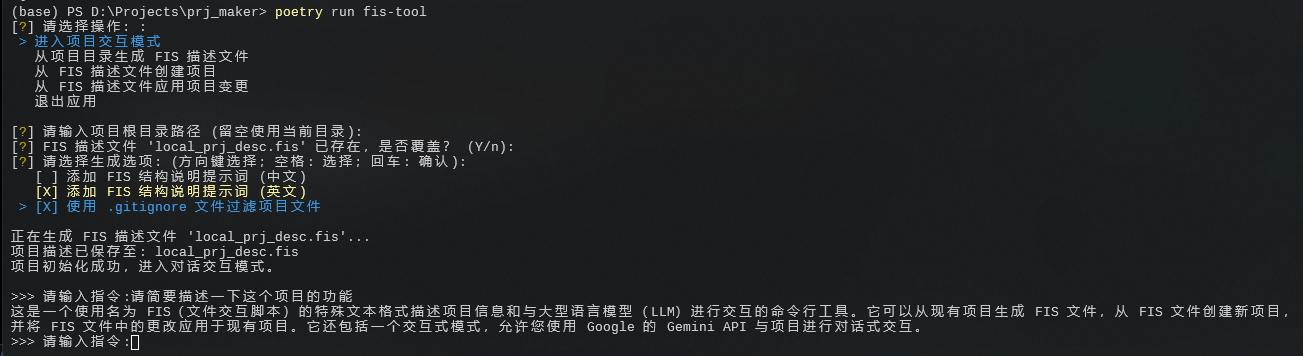 (base) PS D:\Projects\prj_maker> poetry run fis-tool
[?] 请选择操作: :
 > 进入项目交互模式
   从项目目录生成 FIS 描述文件
   从 FIS 描述文件创建项目
   从 FIS 描述文件应用项目变更
   退出应用
[?] 请输入项目根目录路径 (留空使用当前目录):
[?] FIS 描述文件 'local_prj_desc.fis' 已存在, 是否覆盖? (Y/n):
[?] 请选择生成选项: (方向键选择; 空格: 选择; 回车: 确认):
   [ ] 添加 FIS 结构说明提示词 (中文)
   [X] 添加 FIS 结构说明提示词 (英文)
 > [X] 使用 .gitignore 文件过滤项目文件
正在生成 FIS 描述文件 'local_prj_desc.fis'...
项目描述已保存至: local_prj_desc.fis
项目初始化成功, 进入对话交互模式。
>>> 请输入指令:请简要描述一下这个项目的功能
这是一个使用名为 FIS (文件交互脚本) 的特殊文本格式描述项目信息和与大型语言模型 (LLM) 进行交互的命令行工具。它可以从现有项目生成 FIS 文件, 从 FIS 文件创建新项目,
并将 FIS 文件中的更改应用于现有项目。它还包括一个交互式模式, 允许您使用 Google 的 Gemini API 与项目进行对话式交互。
>>> 请输入指令: